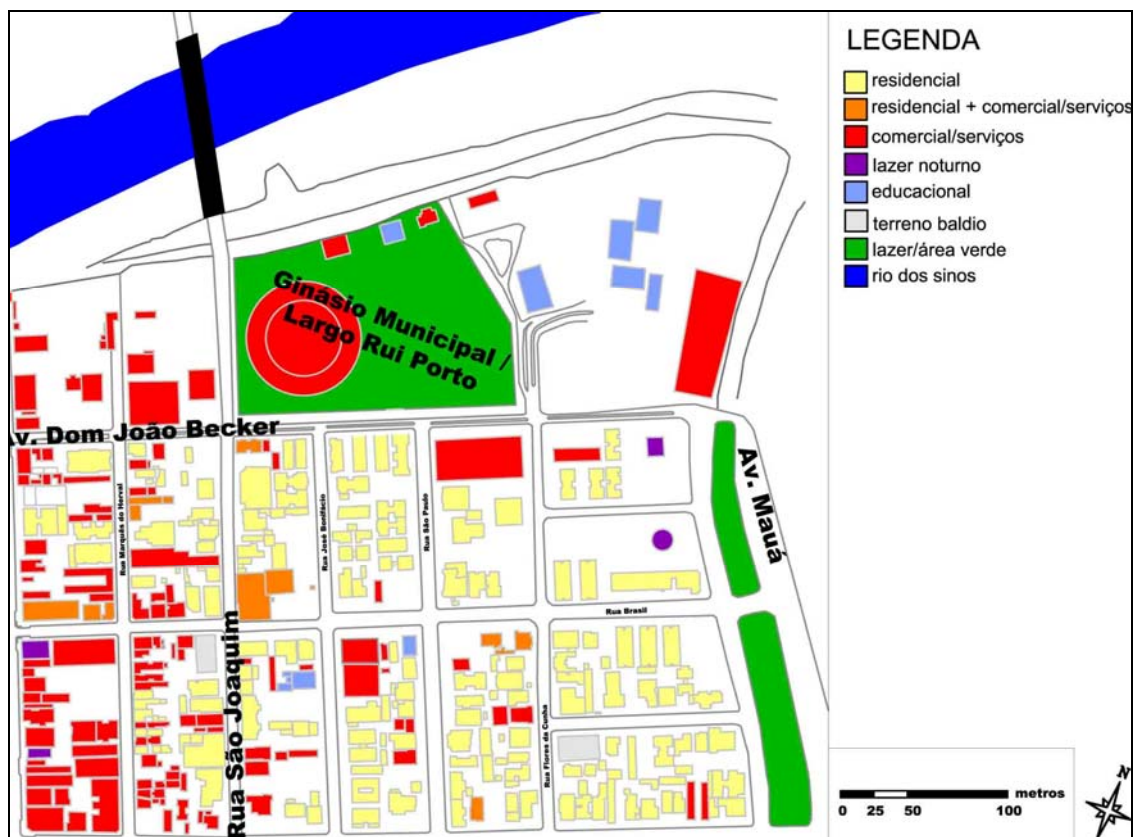 LEGENDA
residencial
residencial + comercial/serviços
comercial/serviços
lazer noturno
educacional
terreno baldio
lazer/área verde
rio dos sinos
Ginásio Municipal /
Largo Rui Porto
Av. Dom João Becker
Av. Mauá
Rua Marquês do Herval
Rua São Joaquim
Rua José Bonifácio
Rua São Paulo
Rua Brasil
Rua Flores da Cunha
metros
0 25 50 100
N